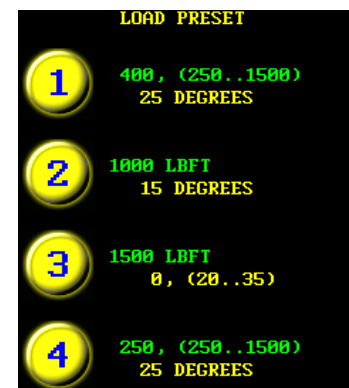 LOAD PRESET
1
400, (250..1500)
25 DEGREES
2
1000 LBFT
15 DEGREES
3
1500 LBFT
0, (20..35)
4
250, (250..1500)
25 DEGREES